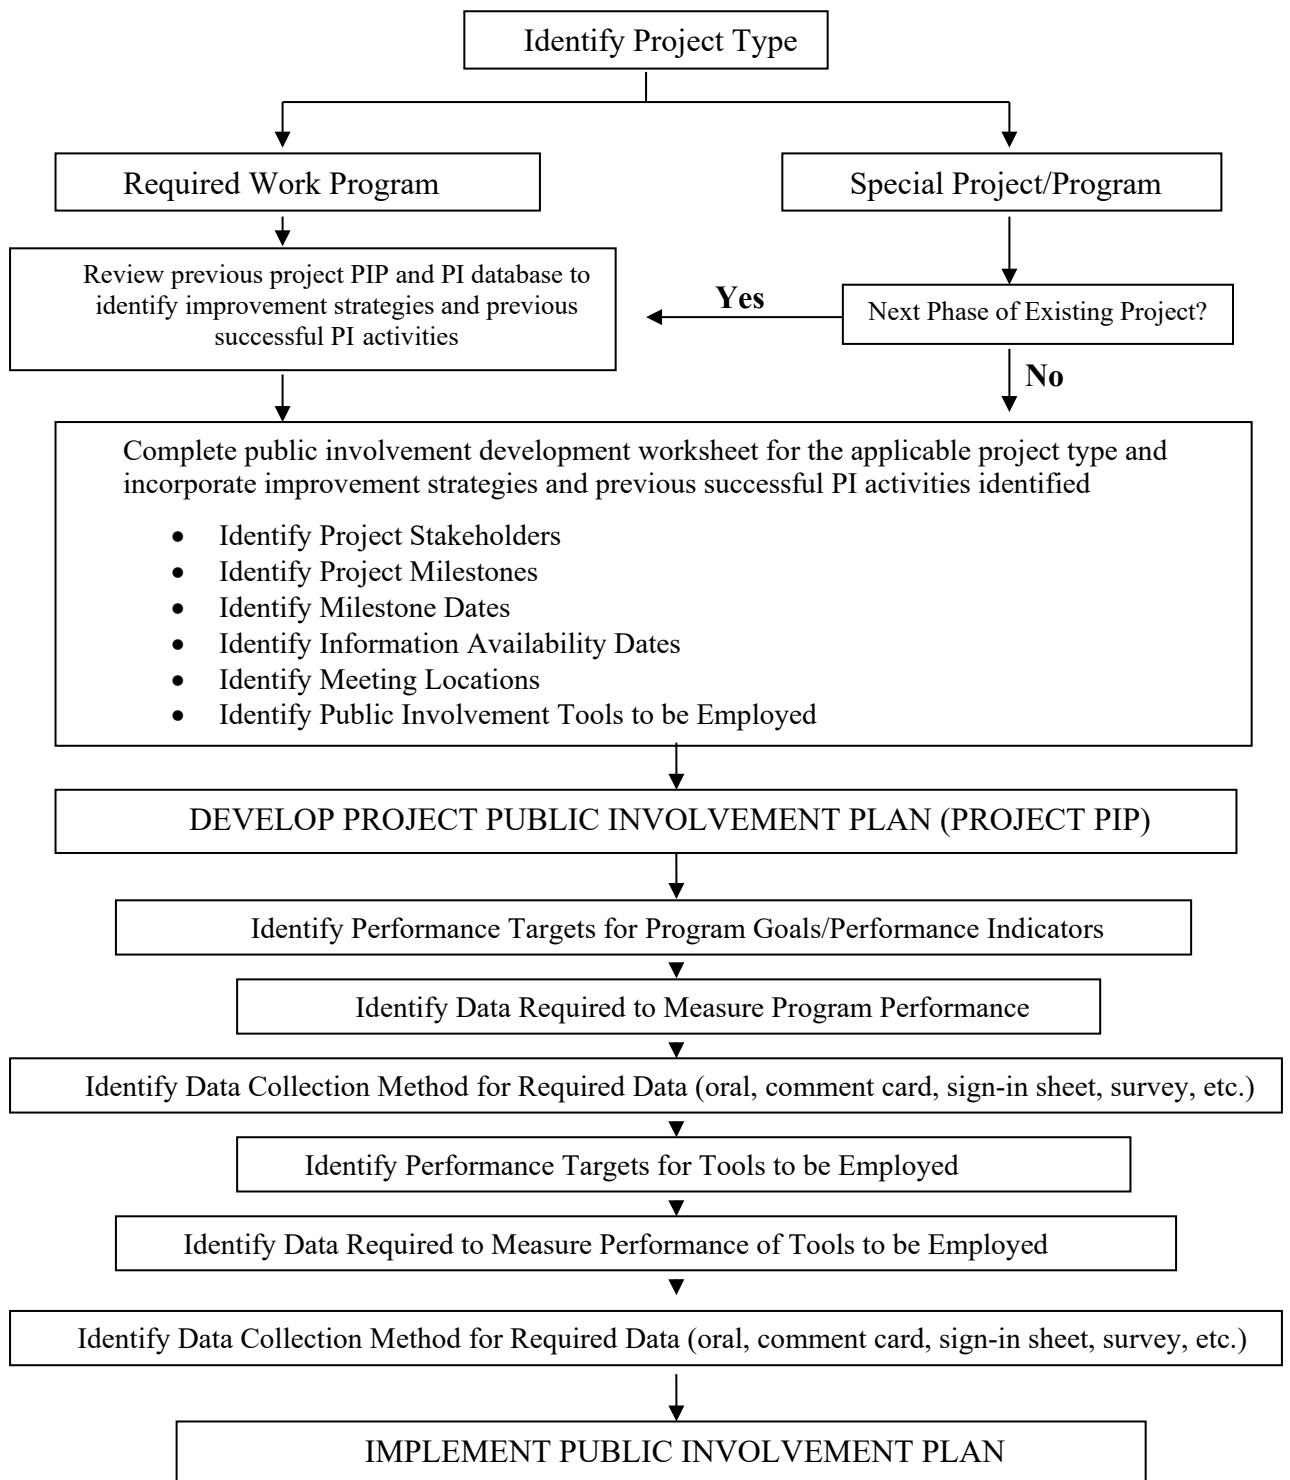 Identify Project Type
Required Work Program
Special Project/Program
Review previous project PIP and PI database to
identify improvement strategies and previous
successful PI activities
Yes
Next Phase of Existing Project?
No
Complete public involvement development worksheet for the applicable project type and
incorporate improvement strategies and previous successful PI activities identified
• Identify Project Stakeholders
• Identify Project Milestones
• Identify Milestone Dates
• Identify Information Availability Dates
• Identify Meeting Locations
• Identify Public Involvement Tools to be Employed
DEVELOP PROJECT PUBLIC INVOLVEMENT PLAN (PROJECT PIP)
Identify Performance Targets for Program Goals/Performance Indicators
Identify Data Required to Measure Program Performance
Identify Data Collection Method for Required Data (oral, comment card, sign-in sheet, survey, etc.)
Identify Performance Targets for Tools to be Employed
Identify Data Required to Measure Performance of Tools to be Employed
Identify Data Collection Method for Required Data (oral, comment card, sign-in sheet, survey, etc.)
IMPLEMENT PUBLIC INVOLVEMENT PLAN